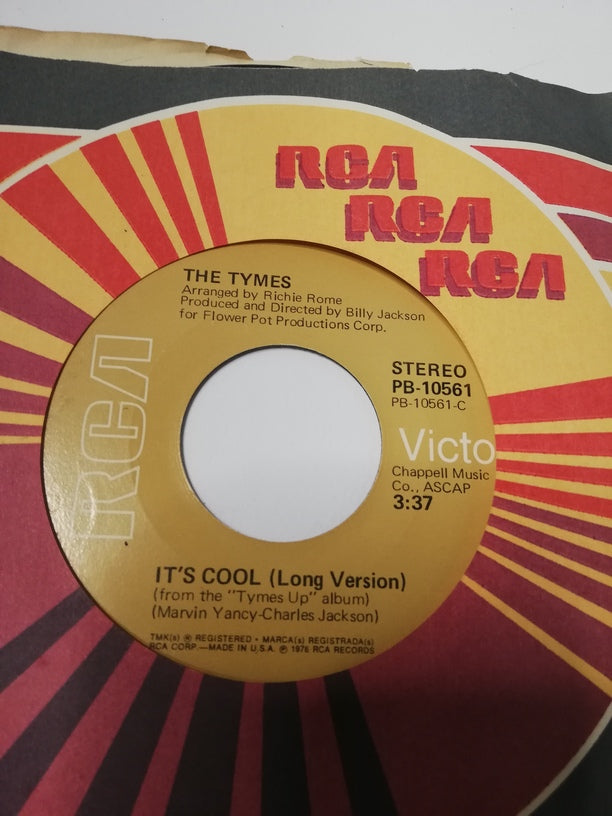 RCA
RCA
RCA
THE TYMES
Arranged by Richie Rome
Produced and Directed by Billy Jackson
for Flower Pot Productions Corp.
RCA
STEREO
PB-10561
PB-10561-C
Victo
Chappell Music
Co., ASCAP
3:37
IT'S COOL (Long Version)
(from the "Tymes Up" album)
(Marvin Yancy-Charles Jackson)
TMK(s) ® REGISTERED • MARCA(s) REGISTRADA(s)
RCA CORP.—MADE IN U.S.A. ℗ 1976 RCA RECORDS